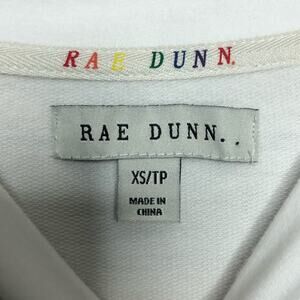 RAE DUNN.
RAE DUNN. .
XS/TP
MADE IN
CHINA